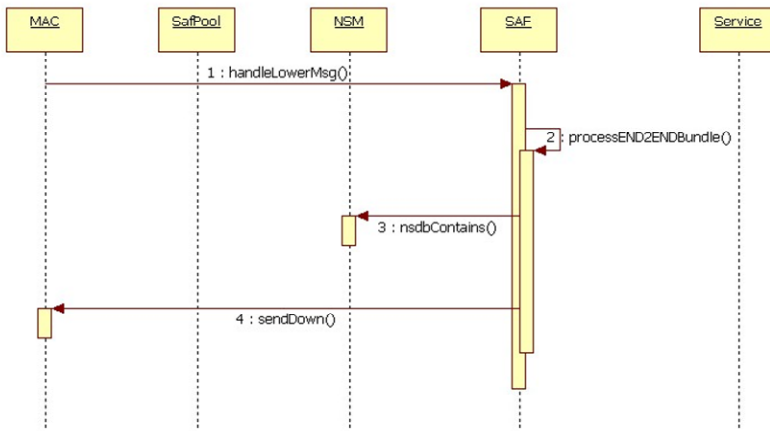 MAC SafPool NSM SAF Service
1 : handleLowerMsg()
2 : processEND2ENDBundle()
3 : nsdbContains()
4 : sendDown()